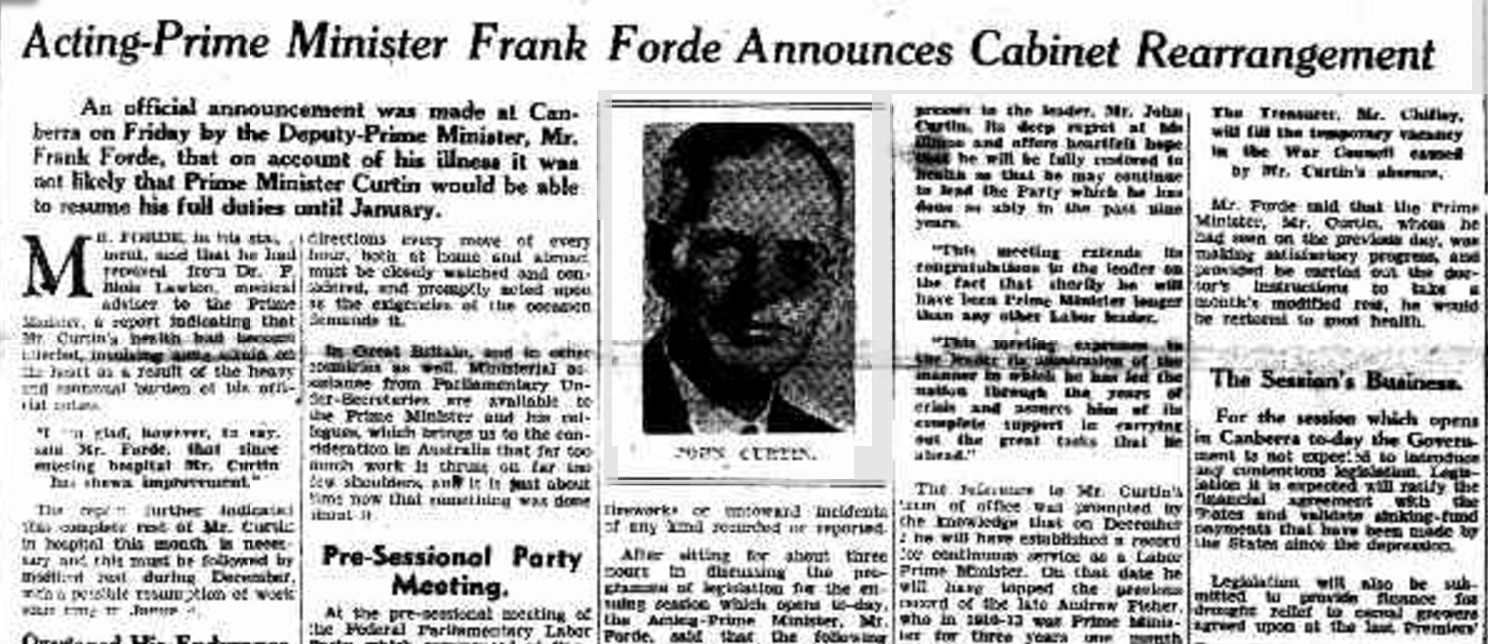 Acting-Prime Minister Frank Forde Announces Cabinet Rearrangement
An official announcement was made at Can-
berra on Friday by the Deputy-Prime Minister, Mr.
Frank Forde, that on account of his illness it was
not likely that Prime Minister Curtin would be able
to resume his full duties until January.
MR. FORDE, in his state-
ment, said that he had
received from Dr. P.
Blois Lawton, medical
adviser to the Prime
Minister, a report indicating that
Mr. Curtin's health had become
affected, involving some strain on
his heart as a result of the heavy
and continual burden of his offi-
cial duties.
"I am glad, however, to say,
said Mr. Forde, that since
entering hospital Mr. Curtin
has shewn improvement."
The report further indicated
that complete rest of Mr. Curtin
in hospital this month is neces-
sary and this must be followed by
modified rest during December,
with a possible resumption of work
some time in
directions every move of every
hour, both at home and abroad
must be closely watched and con-
sidered, and promptly acted upon
as the exigencies of the occasion
demands it.
In Great Britain, and in other
countries as well, Ministerial as-
sistance from Parliamentary Un-
der-Secretaries are available to
the Prime Minister and his col-
leagues, which brings us to the con-
sideration in Australia that far too
much work is thrust on far too
few shoulders, and it is just about
time now that something was done
about it
Pre-Sessional Party
Meeting.
At the pre-sessional meeting of
the Federal Parliamentary Labor
JOHN CURTIN.
fireworks or untoward incidents
of any kind recorded or reported.
After sitting for about three
hours in discussing the pro-
gramme of legislation for the en-
suing session which opens to-day,
the Acting-Prime Minister, Mr.
Forde, said that the following
presses to the leader, Mr. John
Curtin, its deep regret at his
illness and offers heartfelt hope
that he will be fully restored to
health so that he may continue
to lead the Party which he has
done so ably in the past nine
years.
"This meeting extends its
congratulations to the leader on
the fact that shortly he will
have been Prime Minister longer
than any other Labor leader.
"This meeting expresses to
the leader its admiration of the
manner in which he has led the
nation through the years of
crisis and assures him of its
complete support in carrying
out the great tasks that lie
ahead."
The reference to Mr. Curtin's
term of office was prompted by
the knowledge that on December
he will have established a record
for continuous service as a Labor
Prime Minister. On that date he
will have topped the previous
record of the late Andrew Fisher,
who in 1910-13 was Prime Minis-
ter for three years one month
The Treasurer, Mr. Chifley,
will fill the temporary vacancy
in the War Council caused
by Mr. Curtin's absence.
Mr. Forde said that the Prime
Minister, Mr. Curtin, whom he
had seen on the previous day, was
making satisfactory progress, and
provided he carried out the doc-
tor's instructions to take a
month's modified rest, he would
be restored to good health.
The Session's Business.
For the session which opens
in Canberra to-day the Govern-
ment is not expected to introduce
any contentious legislation. Legis-
lation it is expected will ratify the
financial agreement with the
States and validate sinking-fund
payments that have been made by
the States since the depression.
Legislation will also be sub-
mitted to provide finance for
drought relief to cereal growers
agreed upon at the last Premiers'